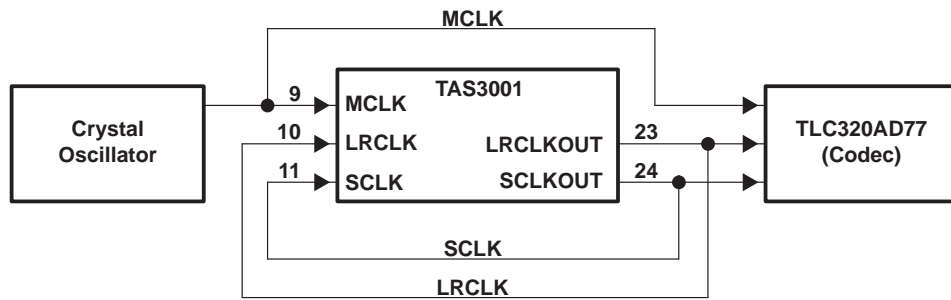 MCLK
TAS3001
Crystal
Oscillator
9
MCLK
10
LRCLK
11
SCLK
LRCLKOUT
23
SCLKOUT
24
TLC320AD77
(Codec)
SCLK
LRCLK